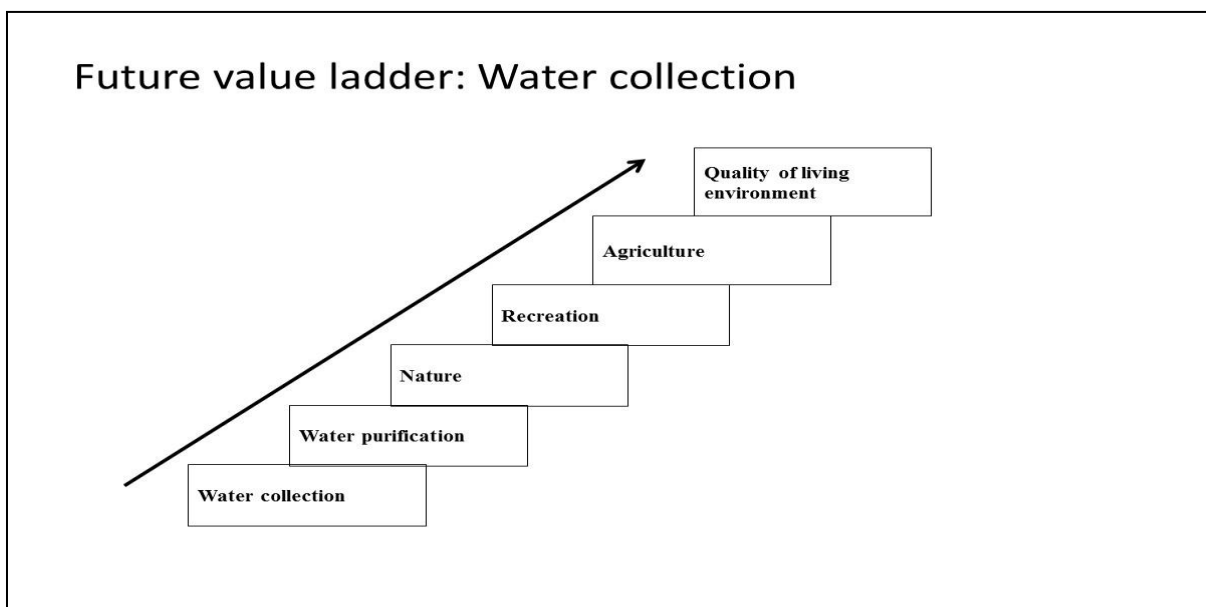 Future value ladder: Water collection
Quality of living
environment
Agriculture
Recreation
Nature
Water purification
Water collection